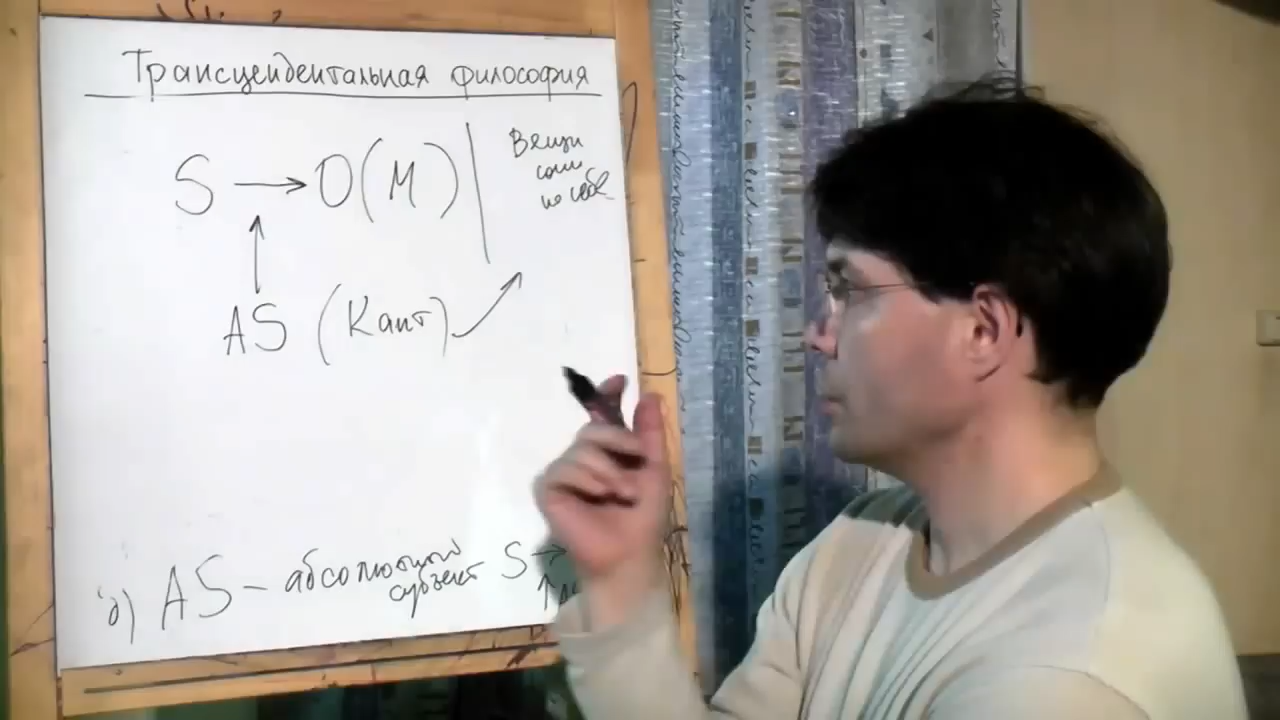 Трансцендентальная философия
S → O(M) |
Вещи
сами
по себе
↑
AS (Кант) ↗
д) AS – абсолютный
субъект
S →
↑